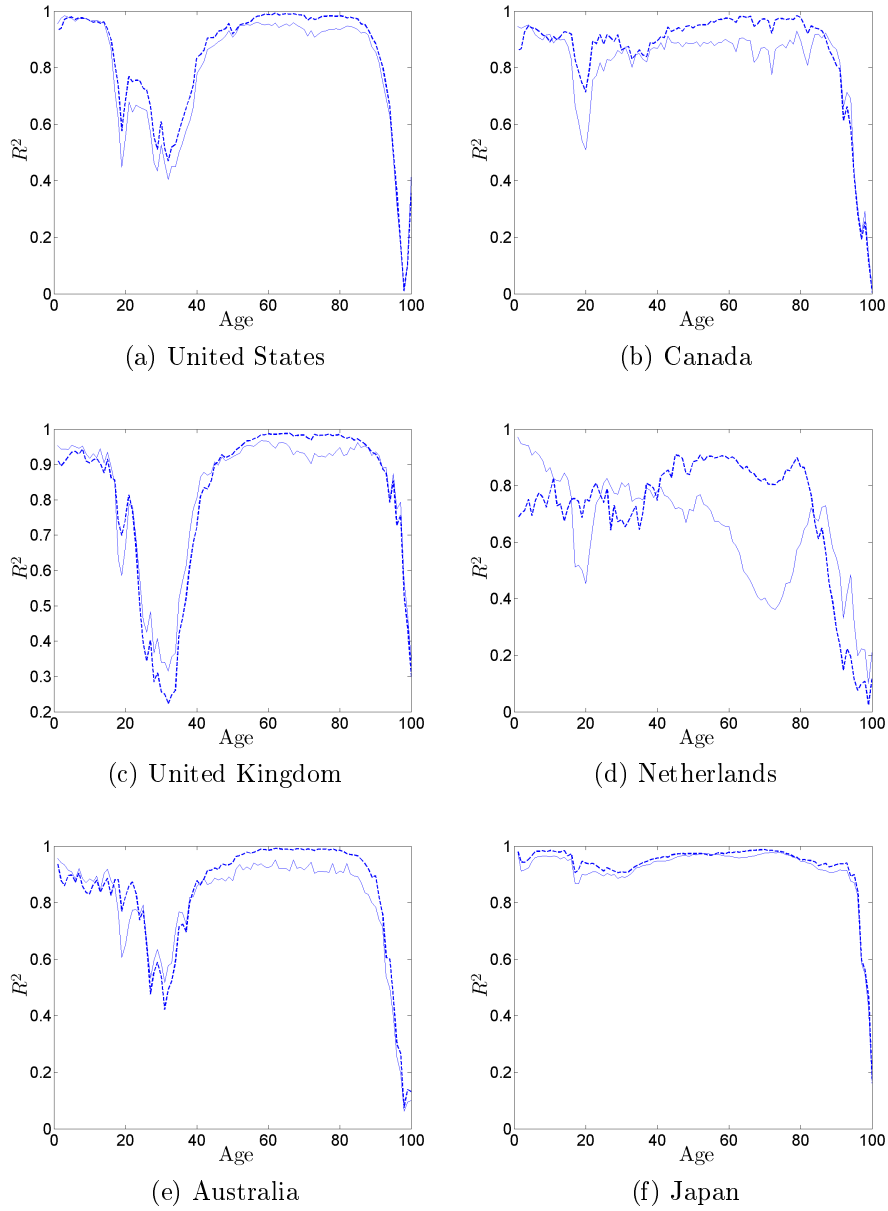 1
0.8
0.6
0.4
0.2
0
R²
0 20 40 60 80 100
Age
(a) United States
1
0.8
0.6
0.4
0.2
0
R²
0 20 40 60 80 100
Age
(b) Canada
1
0.9
0.8
0.7
0.6
0.5
0.4
0.3
0.2
R²
0 20 40 60 80 100
Age
(c) United Kingdom
1
0.8
0.6
0.4
0.2
0
R²
0 20 40 60 80 100
Age
(d) Netherlands
1
0.8
0.6
0.4
0.2
0
R²
0 20 40 60 80 100
Age
(e) Australia
1
0.8
0.6
0.4
0.2
0
R²
0 20 40 60 80 100
Age
(f) Japan